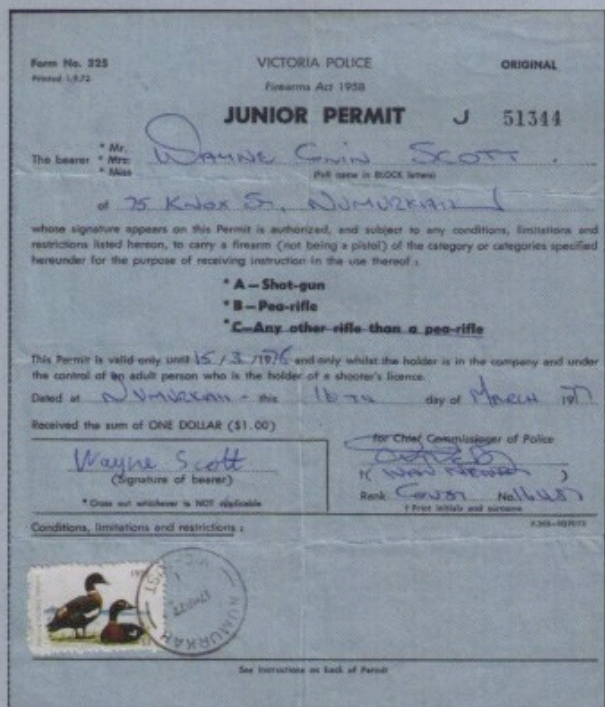 Form No. 325 VICTORIA POLICE ORIGINAL
Printed 1.9.72
Firearms Act 1958
JUNIOR PERMIT J 51344
* Mr.
The bearer * Mrs. WAYNE SCOTT.
* Miss
(Full name in BLOCK letters)
of 75 KNOX ST, NUMURKAH
whose signature appears on this Permit is authorized, and subject to any conditions, limitations and
restrictions listed hereon, to carry a firearm (not being a pistol) of the category or categories specified
hereunder for the purpose of receiving instruction in the use thereof :
* A—Shot-gun
* B—Pea-rifle
* C—Any other rifle than a pea-rifle
This Permit is valid only until 15/3/1978 and only whilst the holder is in the company and under
the control of an adult person who is the holder of a shooter's licence.
Dated at NUMURKAH - this 16TH day of MARCH 1977
Received the sum of ONE DOLLAR ($1.00)
for Chief Commissioner of Police
Wayne Scott
(Signature of bearer)
†( )
Rank CONST No 16487
* Cross out whichever is NOT applicable
† Print initials and surname
Conditions, limitations and restrictions :
NUMURKAH
See Instructions on back of Permit